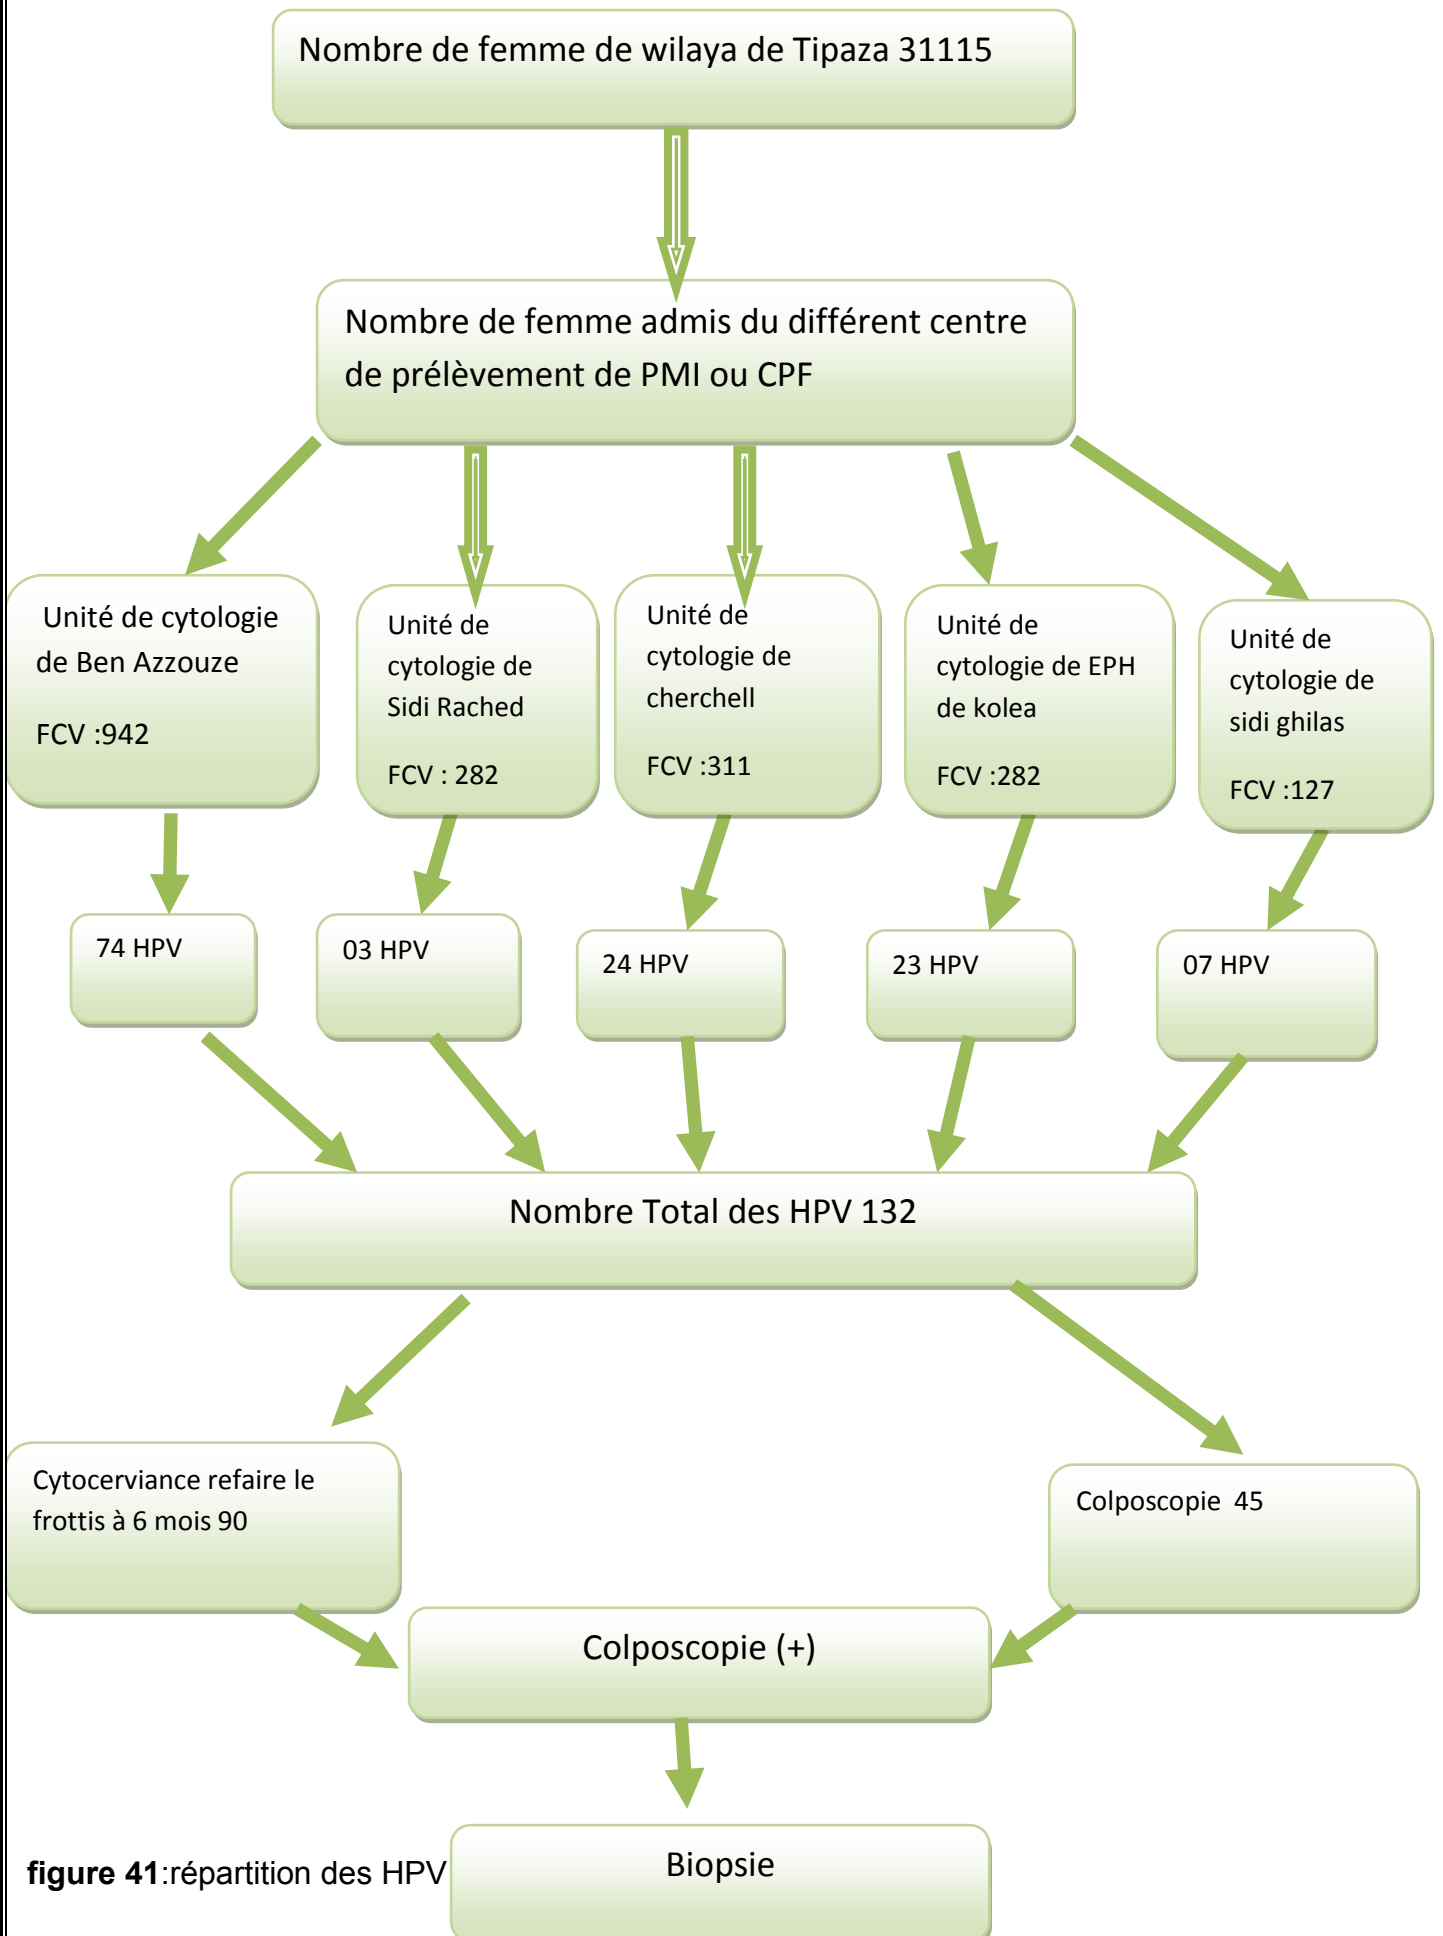 Nombre de femme de wilaya de Tipaza 31115
Nombre de femme admis du différent centre
de prélèvement de PMI ou CPF
Unité de cytologie
de Ben Azzouze
FCV :942
Unité de
cytologie de
Sidi Rached
FCV : 282
Unité de
cytologie de
cherchell
FCV :311
Unité de
cytologie de EPH
de kolea
FCV :282
Unité de
cytologie de
sidi ghilas
FCV :127
74 HPV
03 HPV
24 HPV
23 HPV
07 HPV
Nombre Total des HPV 132
Cytocerviance refaire le
frottis à 6 mois 90
Colposcopie 45
Colposcopie (+)
Biopsie
figure 41:répartition des HPV